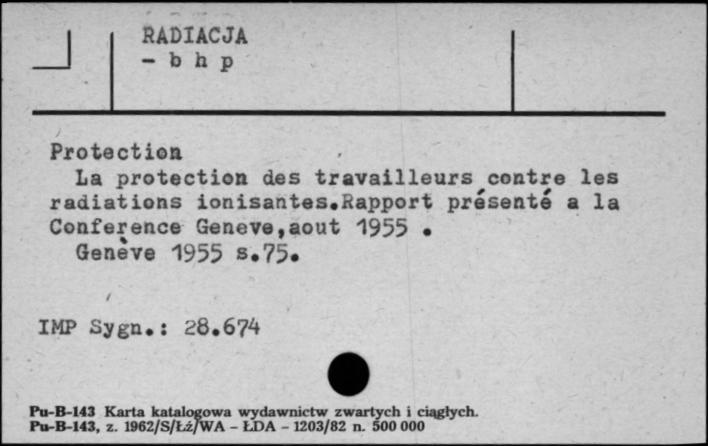 RADIACJA
- b h p
Protection
La protection des travailleurs contre les
radiations ionisantes.Rapport présenté a la
Conference Geneve,aout 1955 .
Genève 1955 s.75.
IMP Sygn.: 28.674
Pu-B-143 Karta katalogowa wydawnictw zwartych i ciągłych.
Pu-B-143, z. 1962/S/Łź/WA - ŁDA - 1203/82 n. 500 000